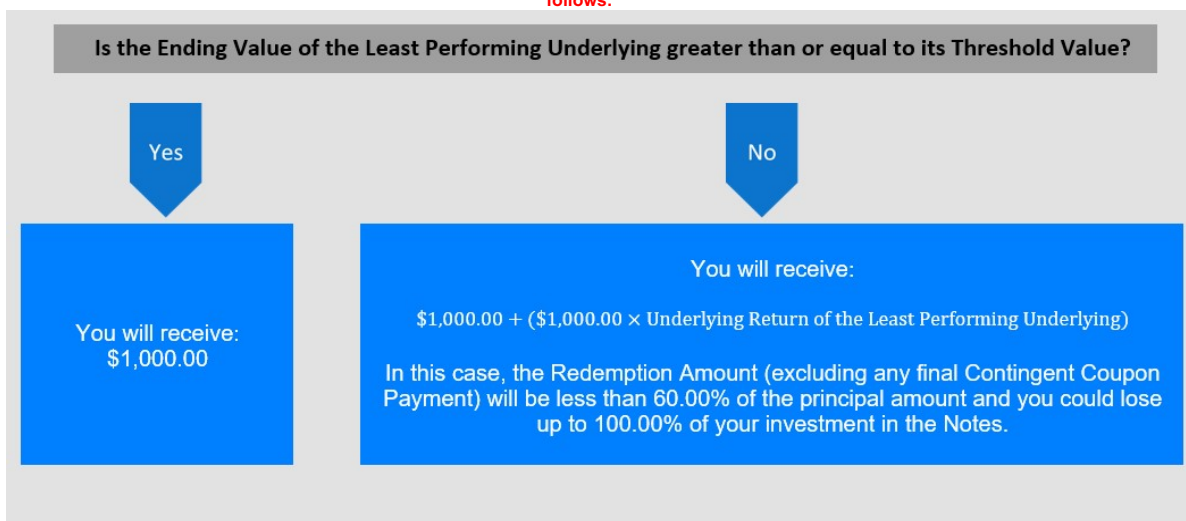 follows:
Is the Ending Value of the Least Performing Underlying greater than or equal to its Threshold Value?
Yes
No
You will receive:
$1,000.00
You will receive:
$1,000.00 + ($1,000.00 × Underlying Return of the Least Performing Underlying)
In this case, the Redemption Amount (excluding any final Contingent Coupon
Payment) will be less than 60.00% of the principal amount and you could lose
up to 100.00% of your investment in the Notes.